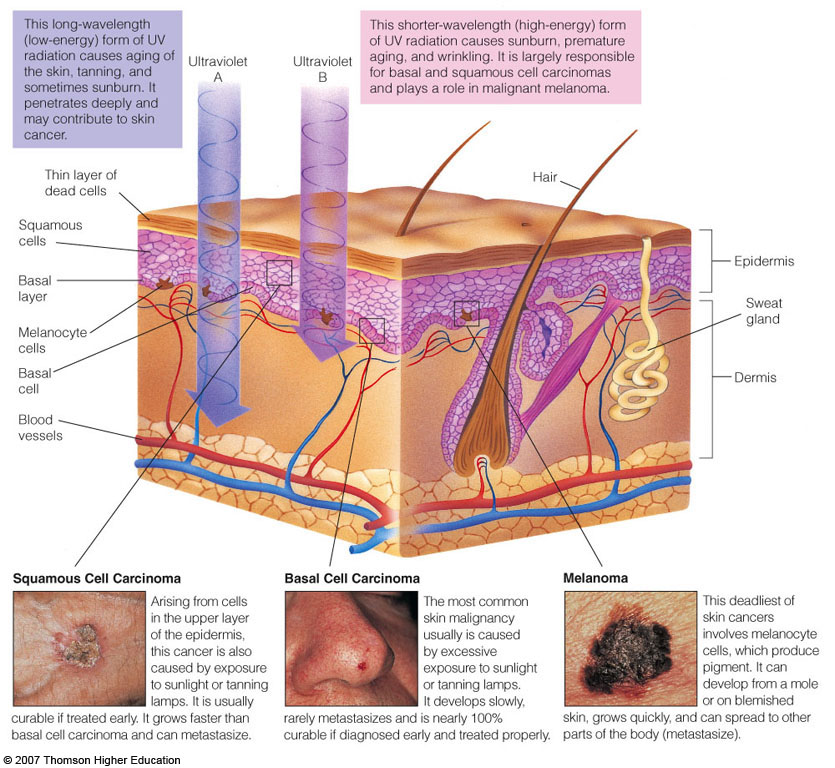 This long-wavelength
(low-energy) form of UV
radiation causes aging of
the skin, tanning, and
sometimes sunburn. It
penetrates deeply and
may contribute to skin
cancer.
Ultraviolet
A
Ultraviolet
B
This shorter-wavelength (high-energy) form
of UV radiation causes sunburn, premature
aging, and wrinkling. It is largely responsible
for basal and squamous cell carcinomas
and plays a role in malignant melanoma.
Thin layer of
dead cells
Squamous
cells
Basal
layer
Melanocyte
cells
Basal
cell
Blood
vessels
Hair
Epidermis
Sweat
gland
Dermis
Squamous Cell Carcinoma
Arising from cells
in the upper layer
of the epidermis,
this cancer is also
caused by exposure
to sunlight or tanning
lamps. It is usually
curable if treated early. It grows faster than
basal cell carcinoma and can metastasize.
Basal Cell Carcinoma
The most common
skin malignancy
usually is caused
by excessive
exposure to sunlight
or tanning lamps.
It develops slowly,
rarely metastasizes and is nearly 100%
curable if diagnosed early and treated properly.
Melanoma
This deadliest of
skin cancers
involves melanocyte
cells, which produce
pigment. It can
develop from a mole
or on blemished
skin, grows quickly, and can spread to other
parts of the body (metastasize).
© 2007 Thomson Higher Education